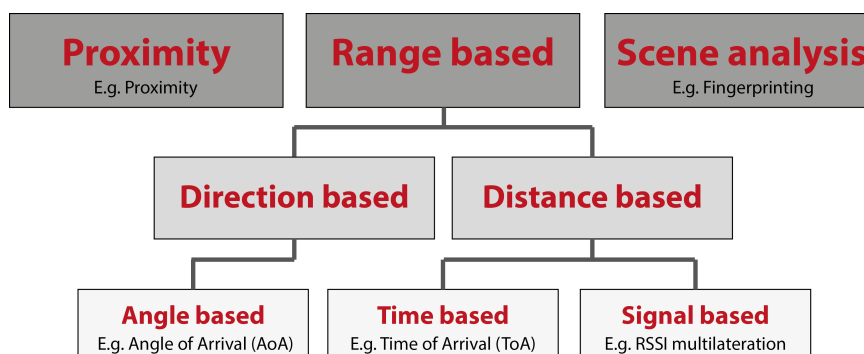 Proximity
E.g. Proximity
Range based
Scene analysis
E.g. Fingerprinting
Direction based
Distance based
Angle based
E.g. Angle of Arrival (AoA)
Time based
E.g. Time of Arrival (ToA)
Signal based
E.g. RSSI multilateration